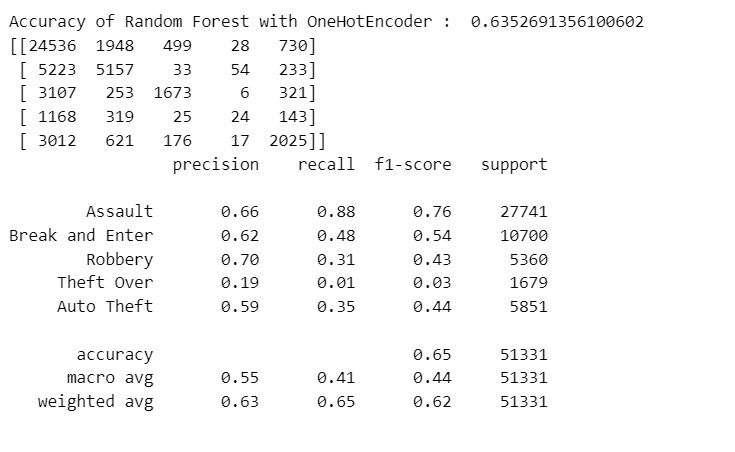 Accuracy of Random Forest with OneHotEncoder :  0.6352691356100602
[[24536  1948   499    28   730]
 [ 5223  5157    33    54   233]
 [ 3107   253  1673     6   321]
 [ 1168   319    25    24   143]
 [ 3012   621   176    17  2025]]
                 precision    recall  f1-score   support

        Assault       0.66      0.88      0.76     27741
Break and Enter       0.62      0.48      0.54     10700
        Robbery       0.70      0.31      0.43      5360
     Theft Over       0.19      0.01      0.03      1679
     Auto Theft       0.59      0.35      0.44      5851

       accuracy                           0.65     51331
      macro avg       0.55      0.41      0.44     51331
   weighted avg       0.63      0.65      0.62     51331